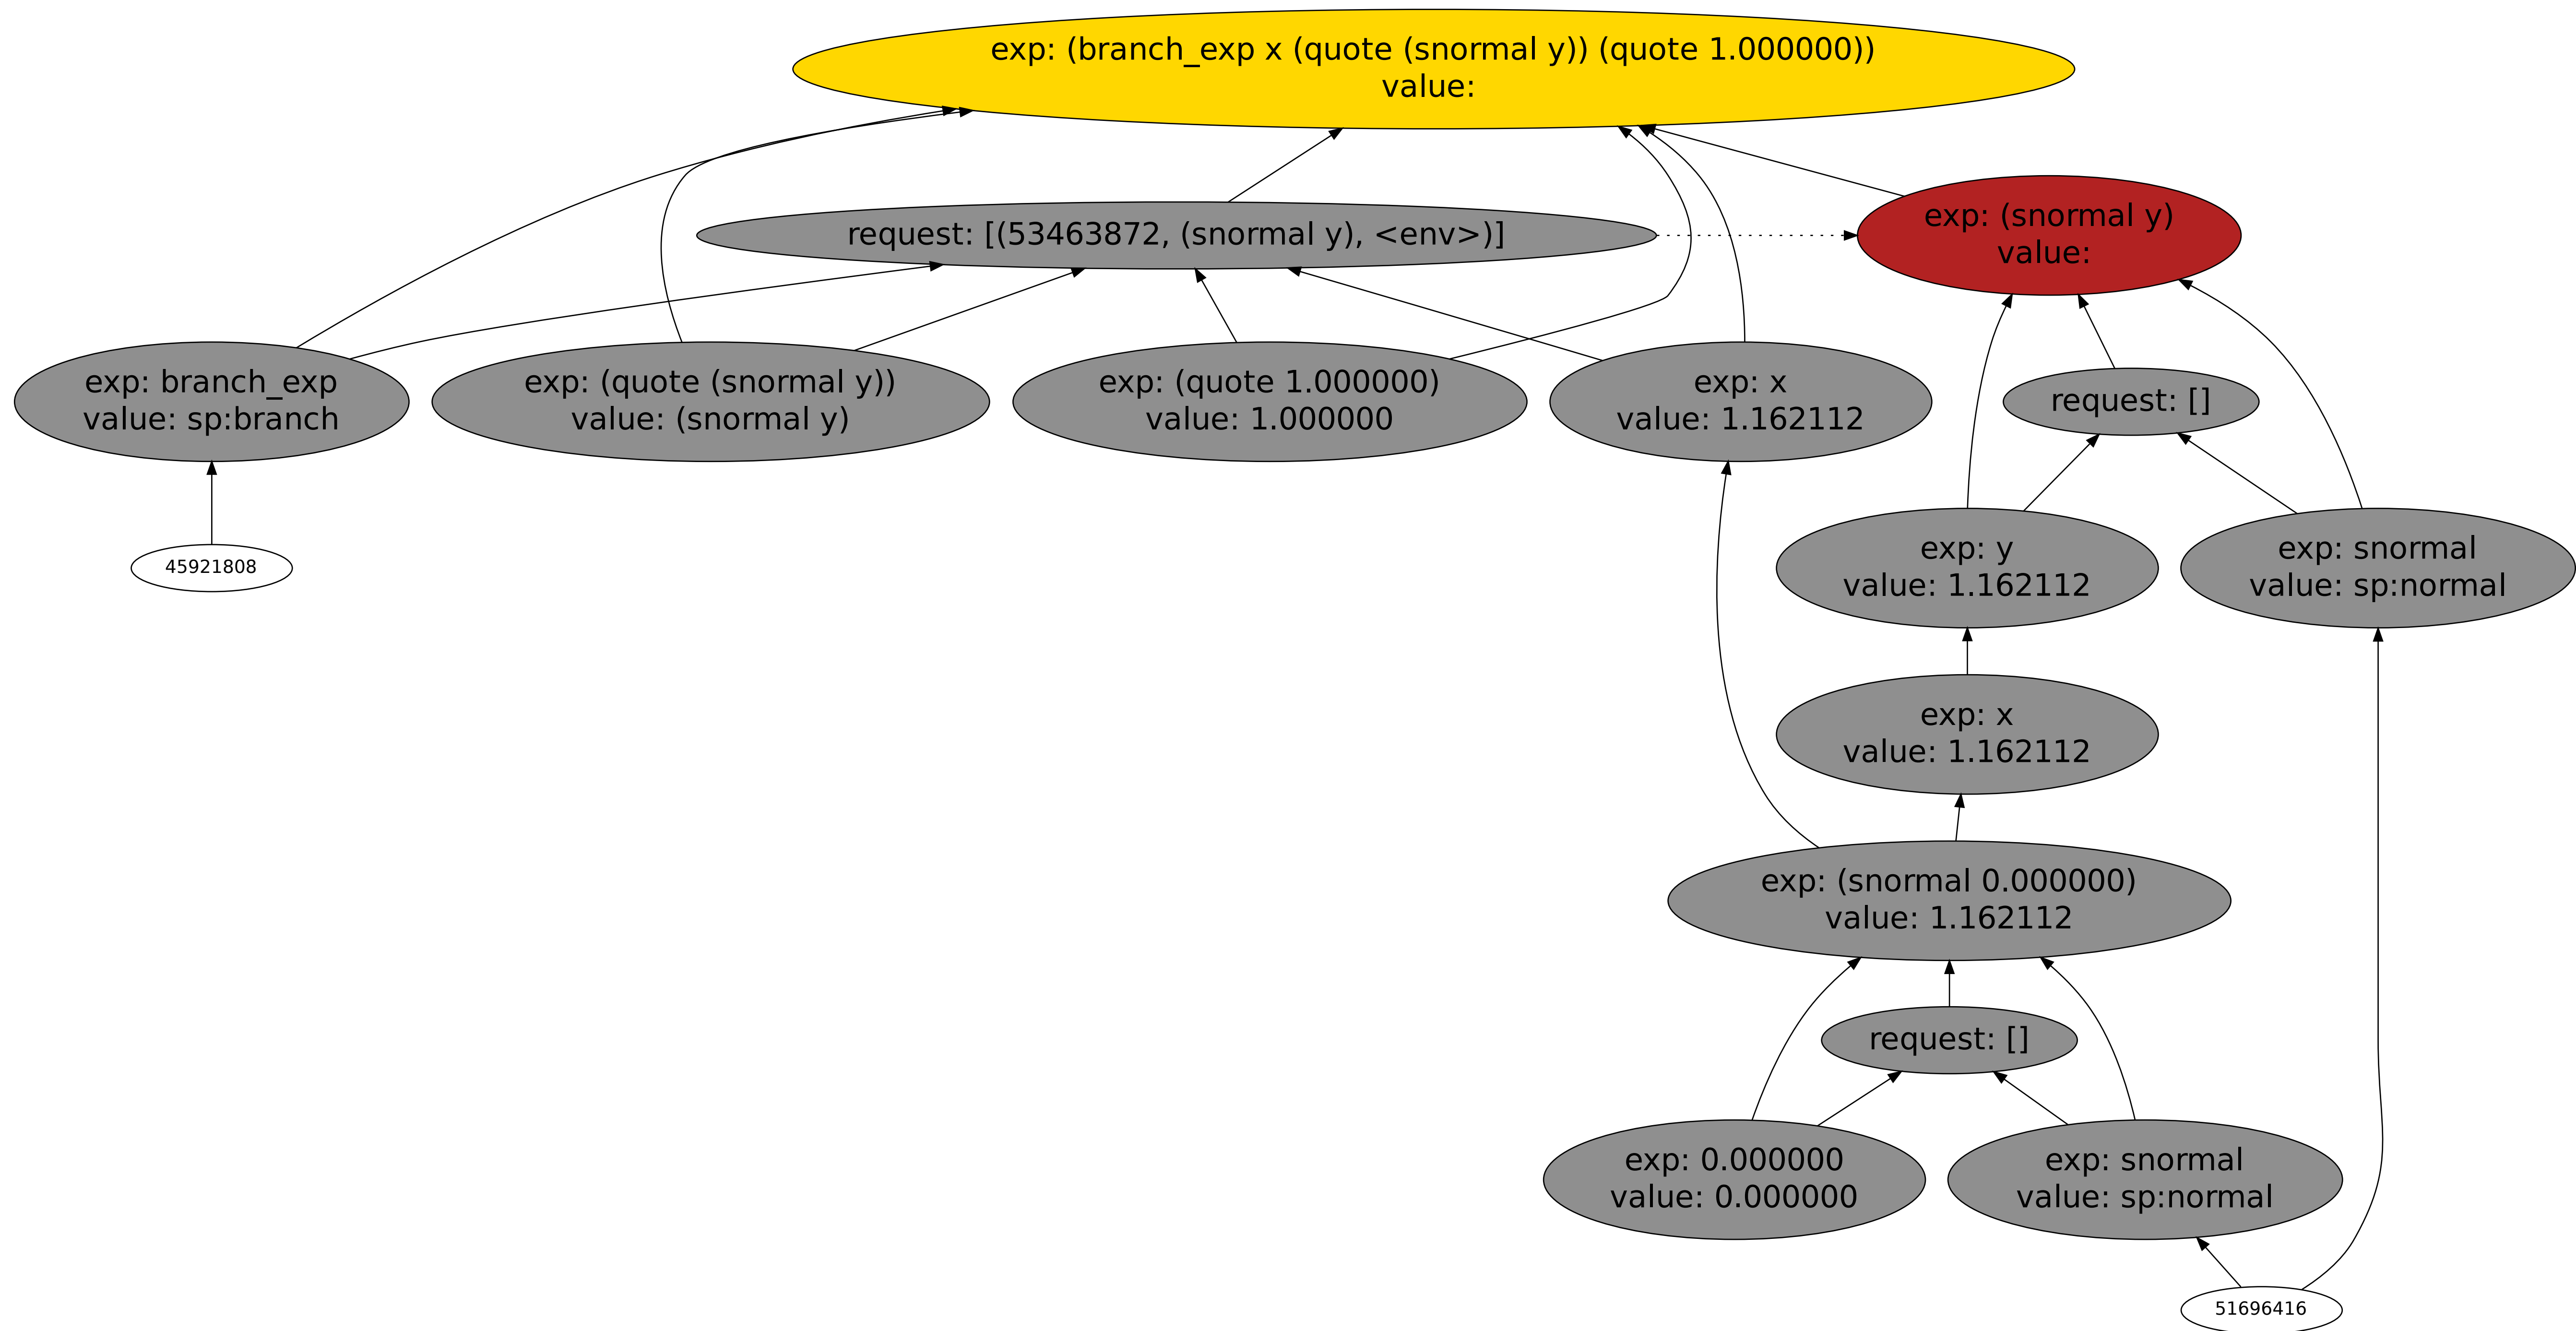 exp: (branch_exp x (quote (snormal y)) (quote 1.000000))
value:
request: [(53463872, (snormal y), <env>)]
exp: (snormal y)
value:
exp: branch_exp
value: sp:branch
exp: (quote (snormal y))
value: (snormal y)
exp: (quote 1.000000)
value: 1.000000
exp: x
value: 1.162112
request: []
45921808
exp: y
value: 1.162112
exp: snormal
value: sp:normal
exp: x
value: 1.162112
exp: (snormal 0.000000)
value: 1.162112
request: []
exp: 0.000000
value: 0.000000
exp: snormal
value: sp:normal
51696416